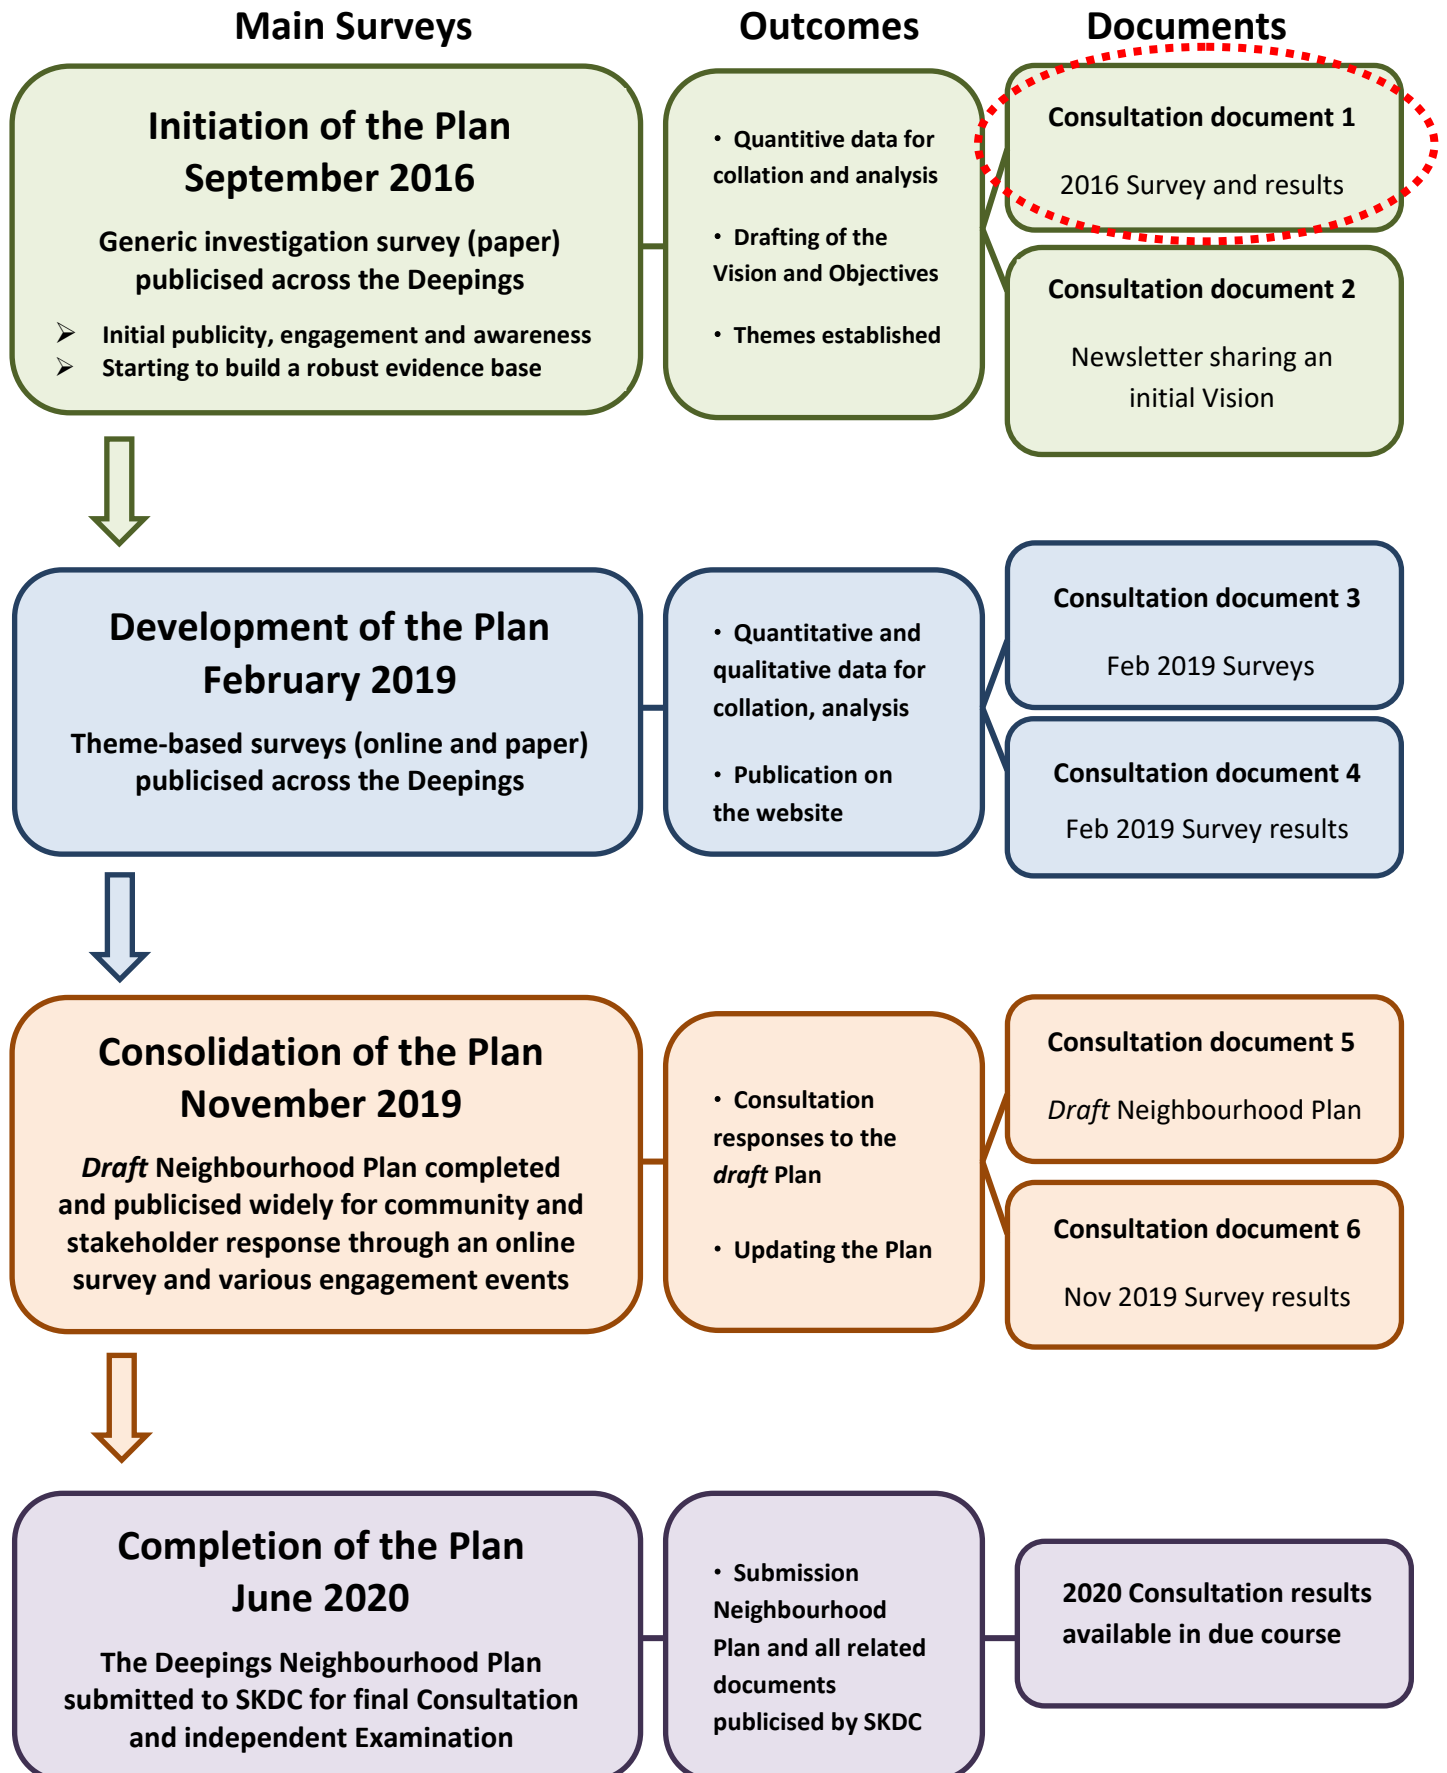 Main Surveys
Outcomes
Documents
Initiation of the Plan
September 2016
Generic investigation survey (paper)
publicised across the Deepings
➢ Initial publicity, engagement and awareness
➢ Starting to build a robust evidence base
• Quantitive data for
collation and analysis
• Drafting of the
Vision and Objectives
• Themes established
Consultation document 1
2016 Survey and results
Consultation document 2
Newsletter sharing an
initial Vision
Development of the Plan
February 2019
Theme-based surveys (online and paper)
publicised across the Deepings
• Quantitative and
qualitative data for
collation, analysis
• Publication on
the website
Consultation document 3
Feb 2019 Surveys
Consultation document 4
Feb 2019 Survey results
Consolidation of the Plan
November 2019
Draft Neighbourhood Plan completed
and publicised widely for community and
stakeholder response through an online
survey and various engagement events
• Consultation
responses to the
draft Plan
• Updating the Plan
Consultation document 5
Draft Neighbourhood Plan
Consultation document 6
Nov 2019 Survey results
Completion of the Plan
June 2020
The Deepings Neighbourhood Plan
submitted to SKDC for final Consultation
and independent Examination
• Submission
Neighbourhood
Plan and all related
documents
publicised by SKDC
2020 Consultation results
available in due course